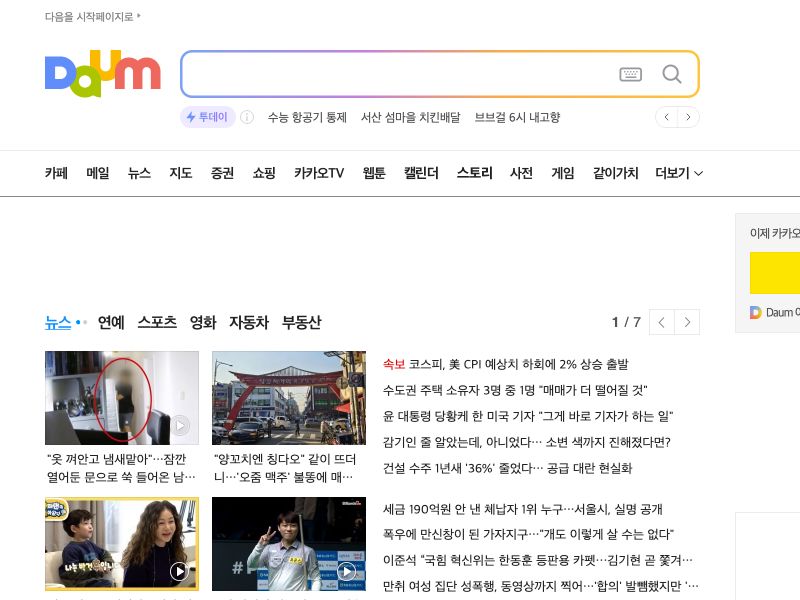 다음을 시작페이지로
Daum
투데이
수능 항공기 통제
서산 섬마을 치킨배달
브브걸 6시 내고향
카페
메일
뉴스
지도
증권
쇼핑
카카오TV
웹툰
캘린더
스토리
사전
게임
같이가치
더보기
이제 카카오
Daum
뉴스
연예
스포츠
영화
자동차
부동산
1 / 7
"옷 껴안고 냄새맡아"…잠깐
열어둔 문으로 쑥 들어온 남…
"양꼬치엔 칭다오" 같이 뜨더
니…'오줌 맥주' 불똥에 매…
속보 코스피, 美 CPI 예상치 하회에 2% 상승 출발
수도권 주택 소유자 3명 중 1명 "매매가 더 떨어질 것"
윤 대통령 당황케 한 미국 기자 "그게 바로 기자가 하는 일"
감기인 줄 알았는데, 아니었다… 소변 색까지 진해졌다면?
건설 수주 1년새 '36%' 줄었다… 공급 대란 현실화
세금 190억원 안 낸 체납자 1위 누구…서울시, 실명 공개
폭우에 만신창이 된 가자지구…"개도 이렇게 살 수는 없다"
이준석 "국힘 혁신위는 한동훈 등판용 카펫…김기현 곧 쫓겨…
만취 여성 집단 성폭행, 동영상까지 찍어…'합의' 발뺌했지만 '…